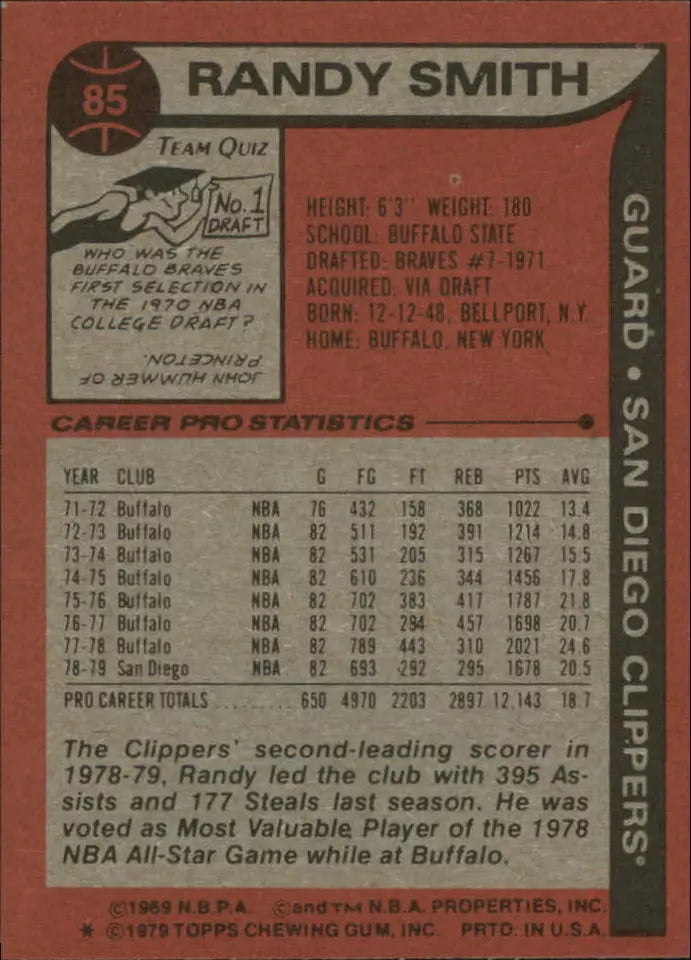 85
RANDY SMITH
TEAM QUIZ
No. 1
DRAFT
WHO WAS THE
BUFFALO BRAVES
FIRST SELECTION IN
THE 1970 NBA
COLLEGE DRAFT?
JOHN HUMMER OF
PRINCETON.
HEIGHT: 6'3" WEIGHT: 180
SCHOOL: BUFFALO STATE
DRAFTED: BRAVES #7-1971
ACQUIRED: VIA DRAFT
BORN: 12-12-48, BELLPORT, N.Y.
HOME: BUFFALO, NEW YORK
GUARD • SAN DIEGO CLIPPERS*
CAREER PRO STATISTICS
YEAR CLUB G FG FT REB PTS AVG
71-72 Buffalo NBA 76 432 158 368 1022 13.4
72-73 Buffalo NBA 82 511 192 391 1214 14.8
73-74 Buffalo NBA 82 531 205 315 1267 15.5
74-75 Buffalo NBA 82 610 236 344 1456 17.8
75-76 Buffalo NBA 82 702 383 417 1787 21.8
76-77 Buffalo NBA 82 702 294 457 1698 20.7
77-78 Buffalo NBA 82 789 443 310 2021 24.6
78-79 San Diego NBA 82 693 292 295 1678 20.5
PRO CAREER TOTALS .......... 650 4970 2203 2897 12,143 18.7
The Clippers' second-leading scorer in
1978-79, Randy led the club with 395 As-
sists and 177 Steals last season. He was
voted as Most Valuable Player of the 1978
NBA All-Star Game while at Buffalo.
©1969 N.B.P.A. ©and TM N.B.A. PROPERTIES, INC.
* ©1979 TOPPS CHEWING GUM, INC. PRTD. IN U.S.A.